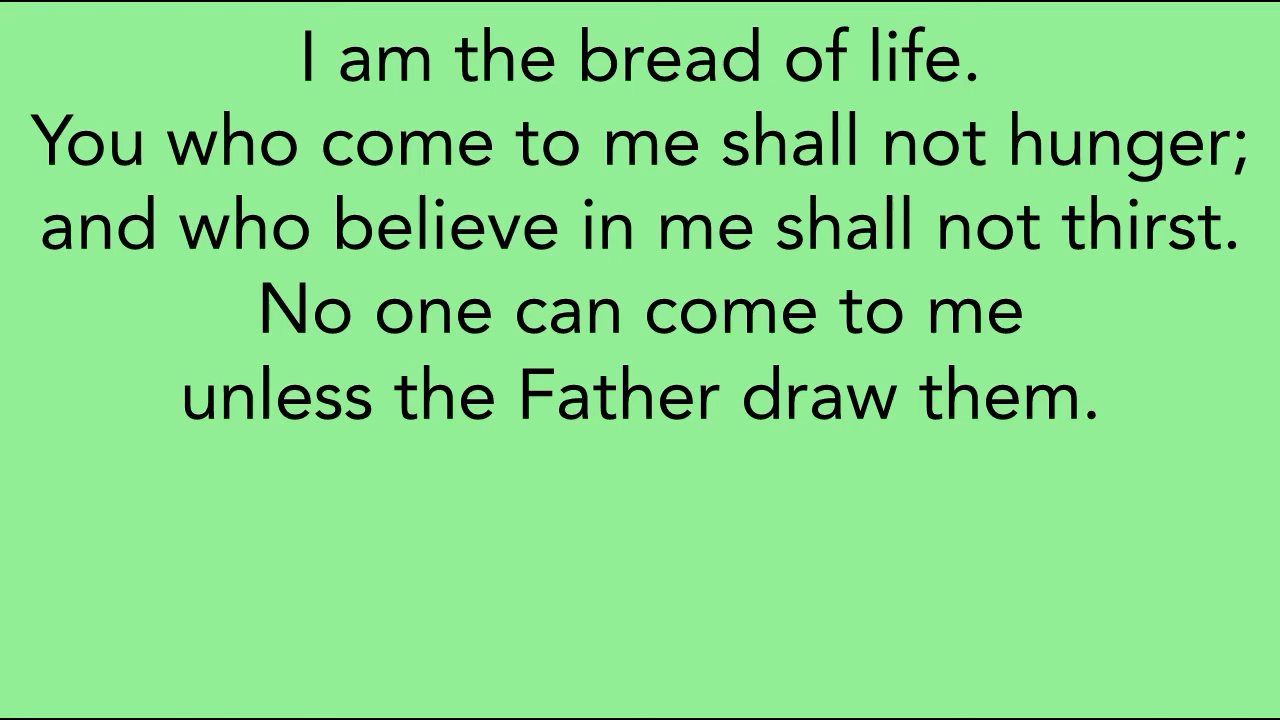 I am the bread of life.
You who come to me shall not hunger;
and who believe in me shall not thirst.
No one can come to me
unless the Father draw them.